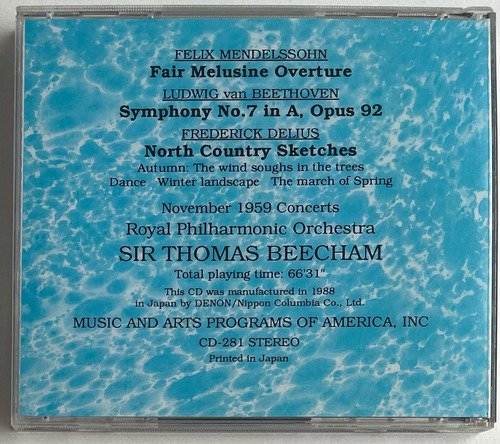 FELIX MENDELSSOHN
Fair Melusine Overture
LUDWIG van BEETHOVEN
Symphony No.7 in A, Opus 92
FREDERICK DELIUS
North Country Sketches
Autumn: The wind soughs in the trees
Dance Winter landscape The march of Spring
November 1959 Concerts
Royal Philharmonic Orchestra
SIR THOMAS BEECHAM
Total playing time: 66'31"
This CD was manufactured in 1988
in Japan by DENON/Nippon Columbia Co., Ltd.
MUSIC AND ARTS PROGRAMS OF AMERICA, INC
CD-281 STEREO
Printed in Japan